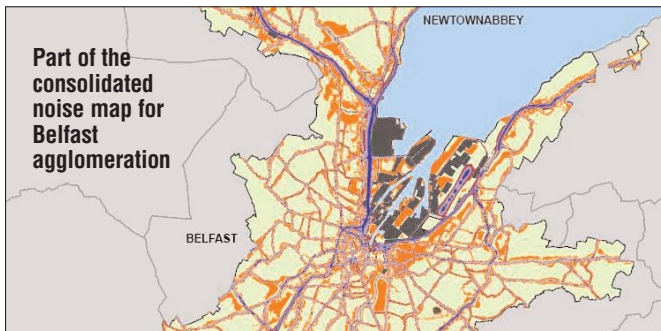 Part of the
consolidated
noise map for
Belfast
agglomeration
NEWTOWNABBEY
BELFAST